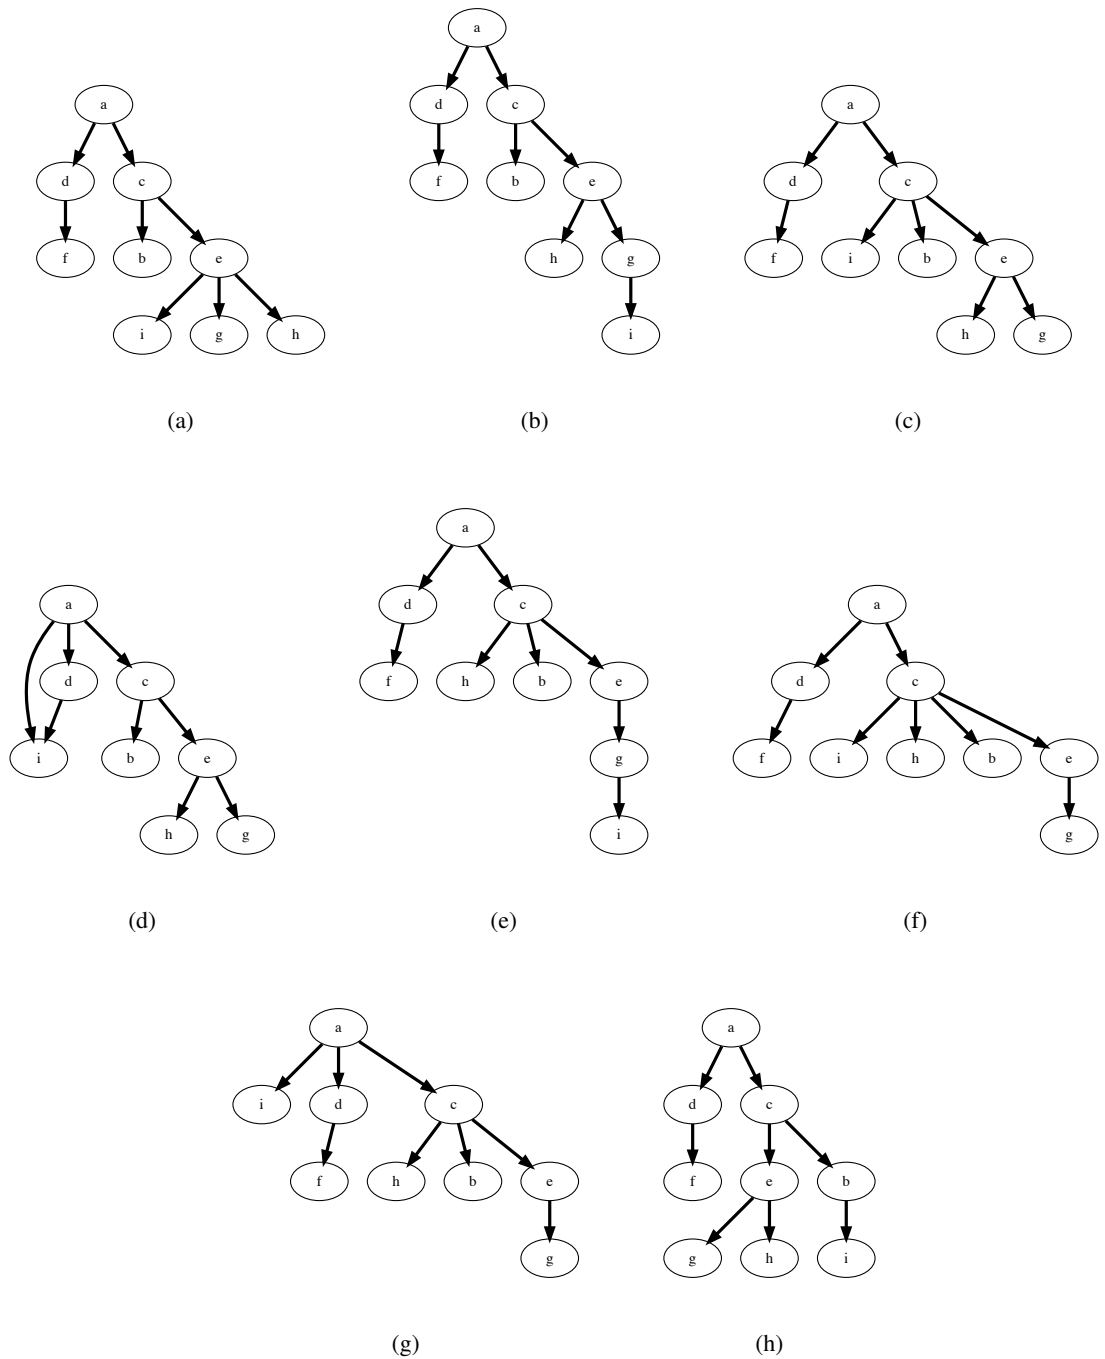 a
d c
f b e
i g h
(a)
a
d c
f b e
h g
i
(b)
a
d c
f i b e
h g
(c)
a
d c
i b e
h g
(d)
a
d c
f h b e
g
i
(e)
a
d c
f i h b e
g
(f)
a
i d c
f h b e
g
(g)
a
d c
f e b
g h i
(h)